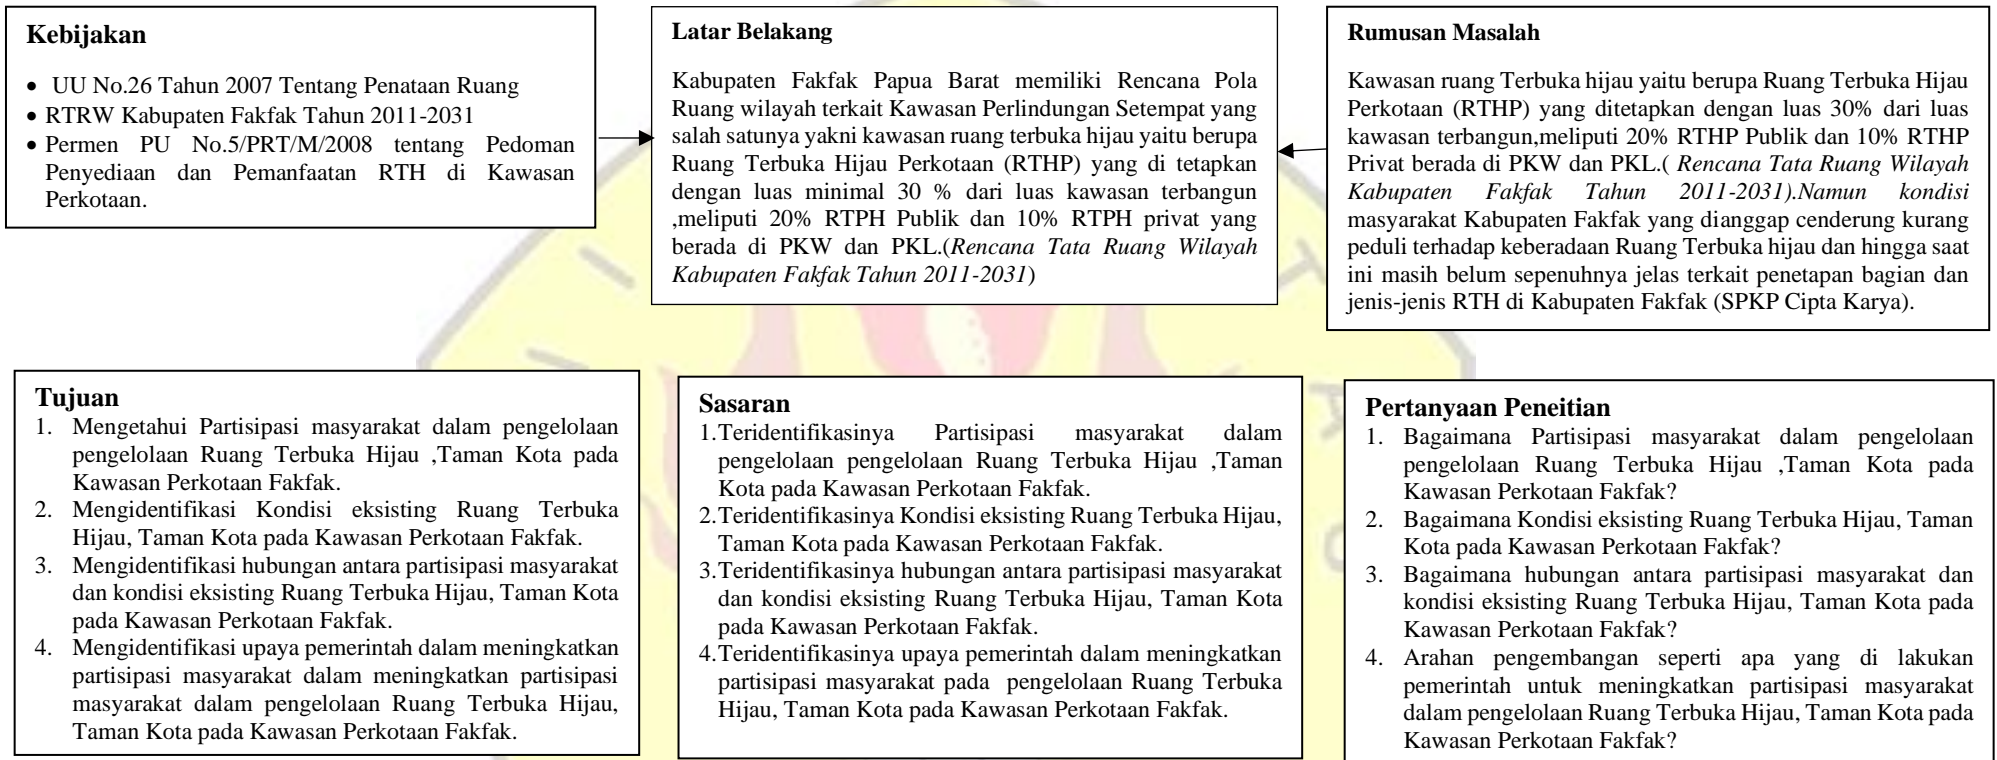 Kebijakan
• UU No.26 Tahun 2007 Tentang Penataan Ruang
• RTRW Kabupaten Fakfak Tahun 2011-2031
• Permen PU No.5/PRT/M/2008 tentang Pedoman
Penyediaan dan Pemanfaatan RTH di Kawasan
Perkotaan.
Latar Belakang
Kabupaten Fakfak Papua Barat memiliki Rencana Pola
Ruang wilayah terkait Kawasan Perlindungan Setempat yang
salah satunya yakni kawasan ruang terbuka hijau yaitu berupa
Ruang Terbuka Hijau Perkotaan (RTHP) yang di tetapkan
dengan luas minimal 30 % dari luas kawasan terbangun
,meliputi 20% RTPH Publik dan 10% RTPH privat yang
berada di PKW dan PKL.(Rencana Tata Ruang Wilayah
Kabupaten Fakfak Tahun 2011-2031)
Rumusan Masalah
Kawasan ruang Terbuka hijau yaitu berupa Ruang Terbuka Hijau
Perkotaan (RTHP) yang ditetapkan dengan luas 30% dari luas
kawasan terbangun,meliputi 20% RTHP Publik dan 10% RTHP
Privat berada di PKW dan PKL.( Rencana Tata Ruang Wilayah
Kabupaten Fakfak Tahun 2011-2031).Namun kondisi
masyarakat Kabupaten Fakfak yang dianggap cenderung kurang
peduli terhadap keberadaan Ruang Terbuka hijau dan hingga saat
ini masih belum sepenuhnya jelas terkait penetapan bagian dan
jenis-jenis RTH di Kabupaten Fakfak (SPKP Cipta Karya).
Tujuan
1. Mengetahui Partisipasi masyarakat dalam pengelolaan
pengelolaan Ruang Terbuka Hijau ,Taman Kota pada
Kawasan Perkotaan Fakfak.
2. Mengidentifikasi Kondisi eksisting Ruang Terbuka
Hijau, Taman Kota pada Kawasan Perkotaan Fakfak.
3. Mengidentifikasi hubungan antara partisipasi masyarakat
dan kondisi eksisting Ruang Terbuka Hijau, Taman Kota
pada Kawasan Perkotaan Fakfak.
4. Mengidentifikasi upaya pemerintah dalam meningkatkan
partisipasi masyarakat dalam meningkatkan partisipasi
masyarakat dalam pengelolaan Ruang Terbuka Hijau,
Taman Kota pada Kawasan Perkotaan Fakfak.
Sasaran
1.Teridentifikasinya Partisipasi masyarakat dalam
pengelolaan pengelolaan Ruang Terbuka Hijau ,Taman
Kota pada Kawasan Perkotaan Fakfak.
2.Teridentifikasinya Kondisi eksisting Ruang Terbuka Hijau,
Taman Kota pada Kawasan Perkotaan Fakfak.
3.Teridentifikasinya hubungan antara partisipasi masyarakat
dan kondisi eksisting Ruang Terbuka Hijau, Taman Kota
pada Kawasan Perkotaan Fakfak.
4.Teridentifikasinya upaya pemerintah dalam meningkatkan
partisipasi masyarakat pada pengelolaan Ruang Terbuka
Hijau, Taman Kota pada Kawasan Perkotaan Fakfak.
Pertanyaan Peneitian
1. Bagaimana Partisipasi masyarakat dalam pengelolaan
pengelolaan Ruang Terbuka Hijau ,Taman Kota pada
Kawasan Perkotaan Fakfak?
2. Bagaimana Kondisi eksisting Ruang Terbuka Hijau, Taman
Kota pada Kawasan Perkotaan Fakfak?
3. Bagaimana hubungan antara partisipasi masyarakat dan
kondisi eksisting Ruang Terbuka Hijau, Taman Kota pada
Kawasan Perkotaan Fakfak?
4. Arahan pengembangan seperti apa yang di lakukan
pemerintah untuk meningkatkan partisipasi masyarakat
dalam pengelolaan Ruang Terbuka Hijau, Taman Kota pada
Kawasan Perkotaan Fakfak?